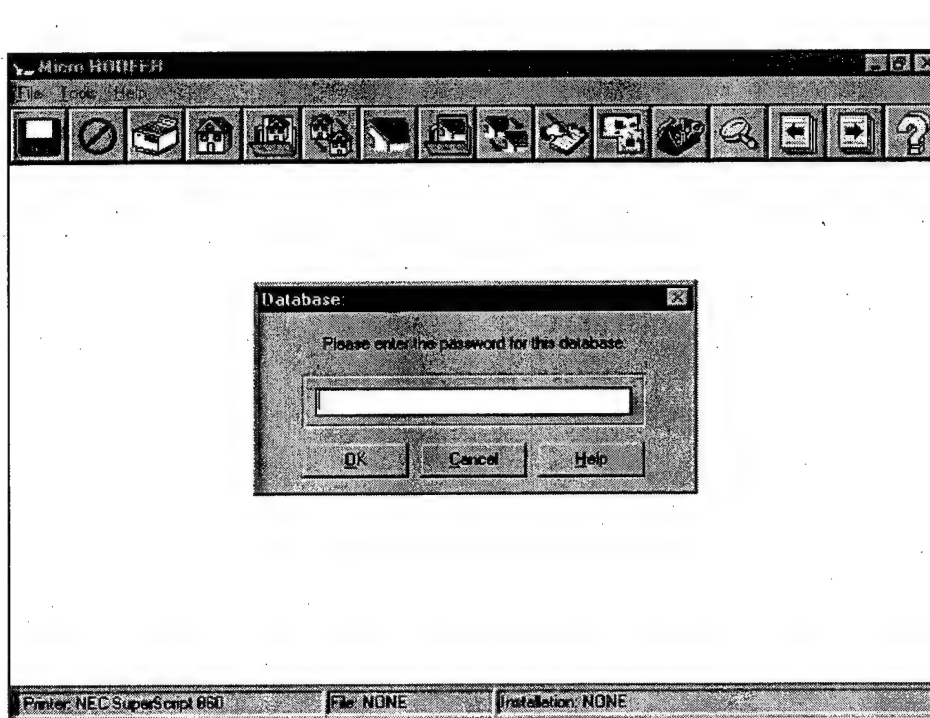 Micro ROOFER
File Tools Help
Database:
Please enter the password for this database:
OK Cancel Help
Printer: NEC SuperScript 860 File: NONE Installation: NONE